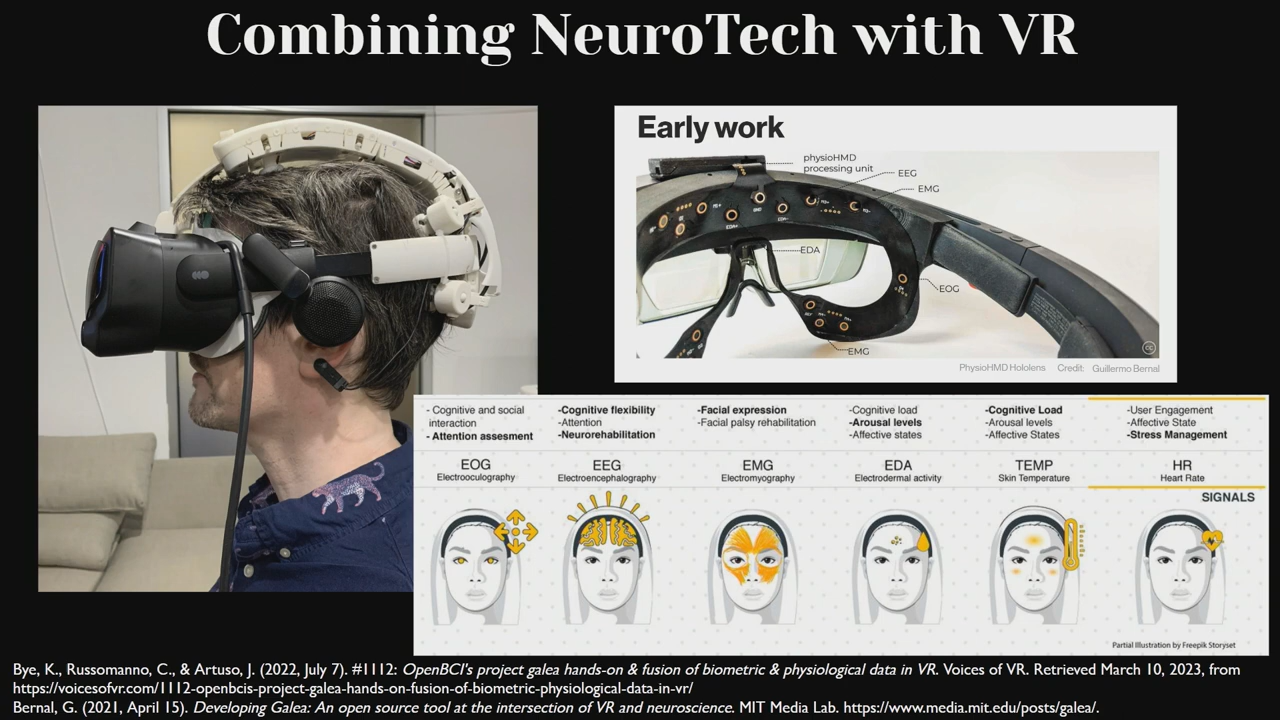 Combining NeuroTech with VR
Early work
physioHMD
processing unit
EEG
EMG
EDA
EOG
EMG
PhysioHMD Hololens Credit: Guillermo Bernal
- Cognitive and social
interaction
- Attention assesment
-Cognitive flexibility
-Attention
-Neurorehabilitation
-Facial expression
-Facial palsy rehabilitation
-Cognitive load
-Arousal levels
-Affective states
-Cognitive Load
-Arousal levels
-Affective States
-User Engagement
-Affective State
-Stress Management
EOG
Electrooculography
EEG
Electroencephalography
EMG
Electromyography
EDA
Electrodermal activity
TEMP
Skin Temperature
HR
Heart Rate
SIGNALS
Partial Illustration by Freepik Storyset
Bye, K., Russomanno, C., & Artuso, J. (2022, July 7). #1112: OpenBCI's project galea hands-on & fusion of biometric & physiological data in VR. Voices of VR. Retrieved March 10, 2023, from
https://voicesofvr.com/1112-openbcis-project-galea-hands-on-fusion-of-biometric-physiological-data-in-vr/
Bernal, G. (2021, April 15). Developing Galea: An open source tool at the intersection of VR and neuroscience. MIT Media Lab. https://www.media.mit.edu/posts/galea/.